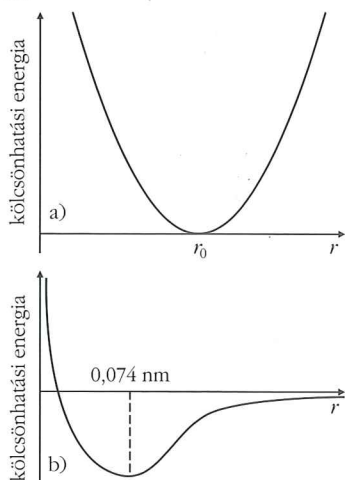 kölcsönhatási energia
a)
r₀
r
kölcsönhatási energia
0,074 nm
r
b)